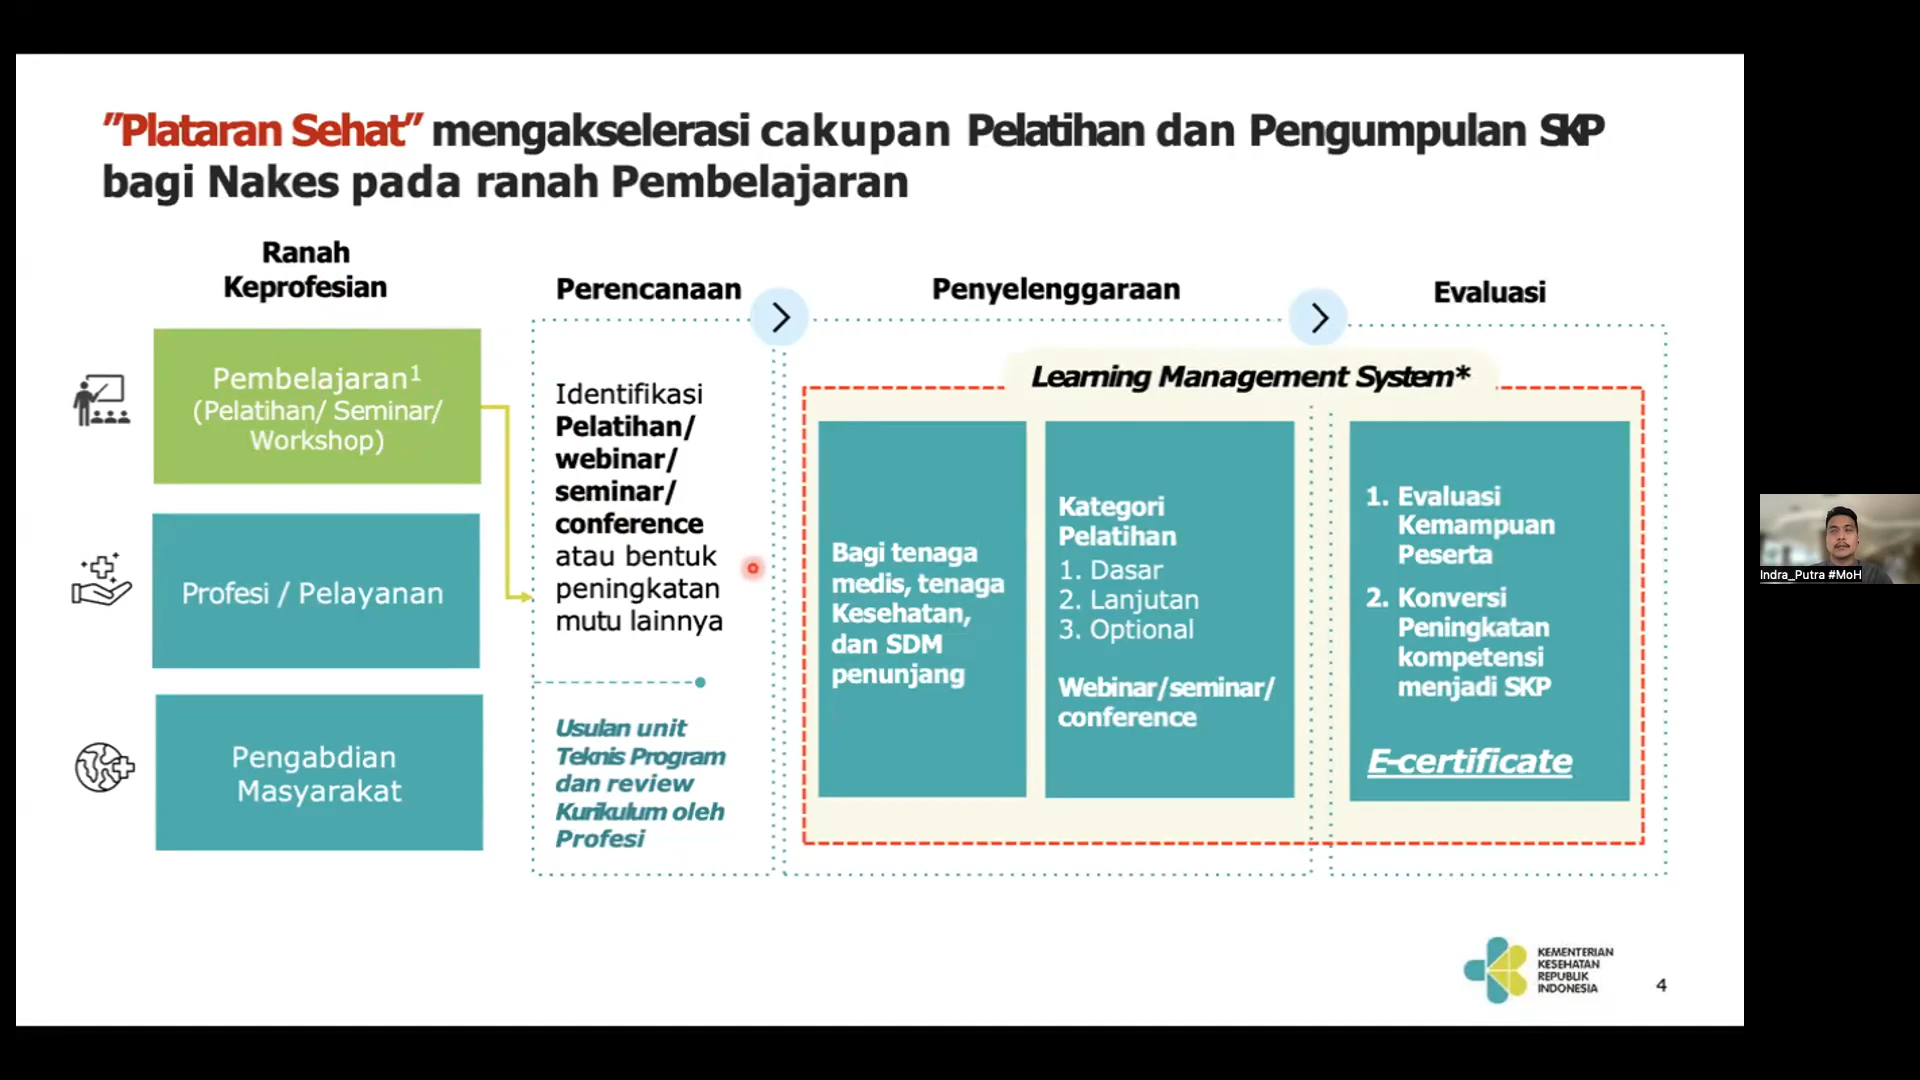 ”Plataran Sehat” mengakselerasi cakupan Pelatihan dan Pengumpulan SKP
bagi Nakes pada ranah Pembelajaran
Ranah
Keprofesian
Pembelajaran¹
(Pelatihan/ Seminar/
Workshop)
Profesi / Pelayanan
Pengabdian
Masyarakat
Perencanaan
Identifikasi
Pelatihan/
webinar/
seminar/
conference
atau bentuk
peningkatan
mutu lainnya
Usulan unit
Teknis Program
dan review
Kurikulum oleh
Profesi
Penyelenggaraan
Learning Management System*
Bagi tenaga
medis, tenaga
Kesehatan,
dan SDM
penunjang
Kategori
Pelatihan
1. Dasar
2. Lanjutan
3. Optional
Webinar/seminar/
conference
Evaluasi
1. Evaluasi
Kemampuan
Peserta
2. Konversi
Peningkatan
kompetensi
menjadi SKP
E-certificate
KEMENTERIAN
KESEHATAN
REPUBLIK
INDONESIA
4
Indra_Putra #MoH